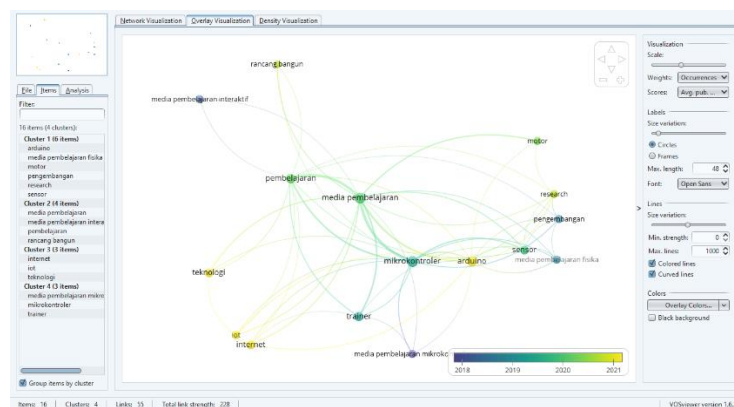 Network Visualization Overlay Visualization Density Visualization
File Items Analysis
Filter:
16 items (4 clusters):
Cluster 1 (6 items)
arduino
media pembelajaran fisika
motor
pengembangan
research
sensor
Cluster 2 (4 items)
media pembelajaran
media pembelajaran intera
pembelajaran
rancang bangun
Cluster 3 (3 items)
internet
iot
teknologi
Cluster 4 (3 items)
media pembelajaran mikro
mikrokontroler
trainer
Group items by cluster
rancang bangun
media pembelajaran interaktif
motor
pembelajaran
media pembelajaran
research
pengembangan
sensor
mikrokontroler
arduino
media pembelajaran fisika
teknologi
trainer
iot
internet
media pembelajaran mikroko
2018 2019 2020 2021
>
Visualization
Scale:
Weights: Occurrences
Scores: Avg. pub. ...
Labels
Size variation:
Circles
Frames
Max. length: 48
Font: Open Sans
Lines
Size variation:
Min. strength: 0
Max. lines: 1000
Colored lines
Curved lines
Colors
Overlay Colors...
Black background
Items: 16 Clusters: 4 Links: 55 Total link strength: 228 VOSviewer version 1.6.